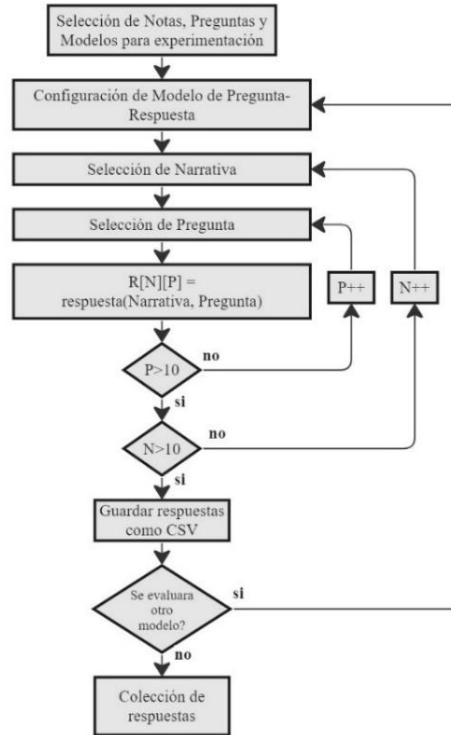 Selección de Notas, Preguntas y
Modelos para experimentación
Configuración de Modelo de Pregunta-
Respuesta
Selección de Narrativa
Selección de Pregunta
R[N][P] =
respuesta(Narrativa, Pregunta)
P++
N++
P>10
no
si
N>10
no
si
Guardar respuestas
como CSV
Se evaluara
otro
modelo?
si
no
Colección de
respuestas